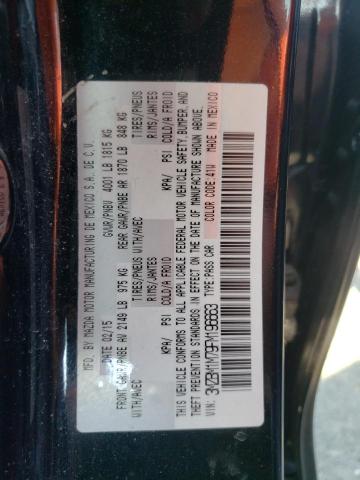 MFD. BY MAZDA MOTOR MANUFACTURING DE MEXICO S.A. DE C.V.
DATE 02/15 GVWR/PNBV 4001 LB 1815 KG
FRONT GAWR/PNBE AV 2149 LB 975 KG REAR GAWR/PNBE AR 1870 LB 848 KG
WITH/AVEC TIRES/PNEUS WITH/AVEC TIRES/PNEUS
RIMS/JANTES RIMS/JANTES
KPA/ PSI COLD/A FROID KPA/ PSI COLD/A FROID
THIS VEHICLE CONFORMS TO ALL APPLICABLE FEDERAL MOTOR VEHICLE SAFETY, BUMPER, AND
THEFT PREVENTION STANDARDS IN EFFECT ON THE DATE OF MANUFACTURE SHOWN ABOVE.
VIN: 3MZBM1M79FM196663 TYPE:PASS CAR COLOR CODE:41W
MADE IN MEXICO